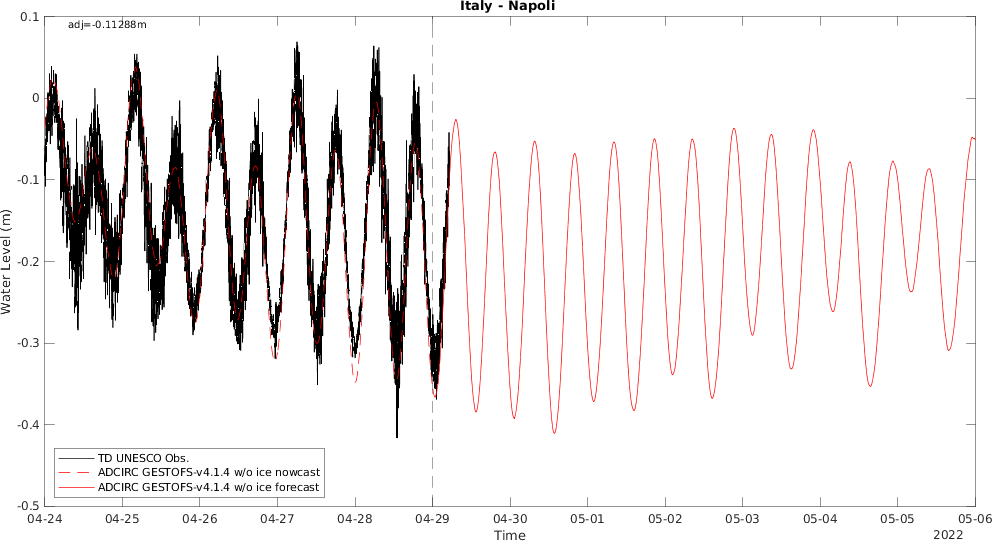 Italy - Napoli
adj=-0.11288m
0.1
0
-0.1
-0.2
-0.3
-0.4
-0.5
Water Level (m)
TD UNESCO Obs.
ADCIRC GESTOFS-v4.1.4 w/o ice nowcast
ADCIRC GESTOFS-v4.1.4 w/o ice forecast
04-24 04-25 04-26 04-27 04-28 04-29 04-30 05-01 05-02 05-03 05-04 05-05 05-06
Time
2022